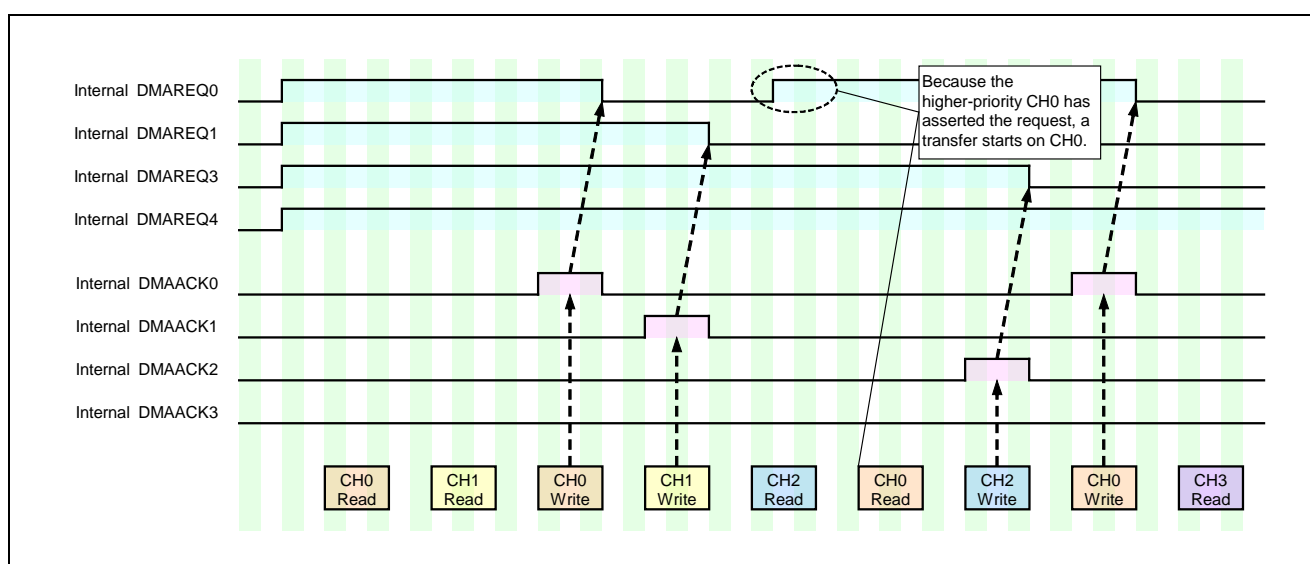 Internal DMAREQ0
Internal DMAREQ1
Internal DMAREQ3
Internal DMAREQ4
Because the
higher-priority CH0 has
asserted the request, a
transfer starts on CH0.
Internal DMAACK0
Internal DMAACK1
Internal DMAACK2
Internal DMAACK3
CH0
Read
CH1
Read
CH0
Write
CH1
Write
CH2
Read
CH0
Read
CH2
Write
CH0
Write
CH3
Read